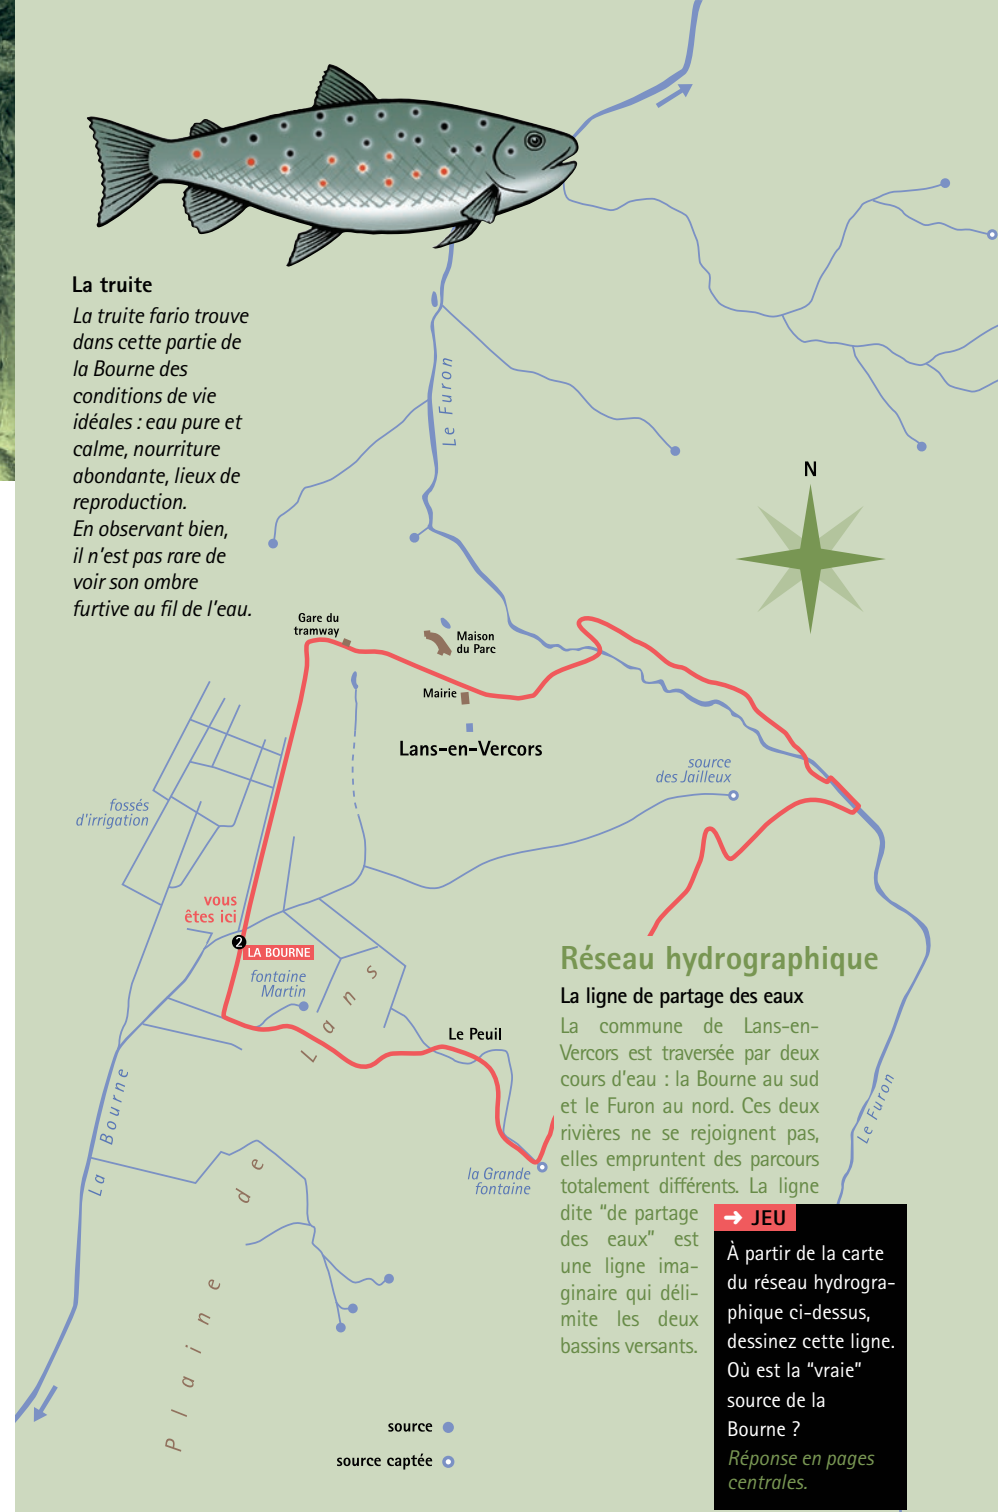 La truite
La truite fario trouve
dans cette partie de
la Bourne des
conditions de vie
idéales : eau pure et
calme, nourriture
abondante, lieux de
reproduction.
En observant bien,
il n'est pas rare de
voir son ombre
furtive au fil de l'eau.
Le Furon
N
Gare du
tramway
Maison
du Parc
Mairie
Lans-en-Vercors
source
des Jailleux
fossés
d'irrigation
vous
êtes ici
2
LA BOURNE
fontaine
Martin
Le Peuil
la Grande
fontaine
La Bourne
Plaine de Lans
Le Furon
Réseau hydrographique
La ligne de partage des eaux
La commune de Lans-en-
Vercors est traversée par deux
cours d'eau : la Bourne au sud
et le Furon au nord. Ces deux
rivières ne se rejoignent pas,
elles empruntent des parcours
totalement différents. La ligne
dite “de partage
des eaux” est
une ligne ima-
ginaire qui déli-
mite les deux
bassins versants.
➜ JEU
À partir de la carte
du réseau hydrogra-
phique ci-dessus,
dessinez cette ligne.
Où est la “vraie”
source de la
Bourne ?
Réponse en pages
centrales.
source
source captée